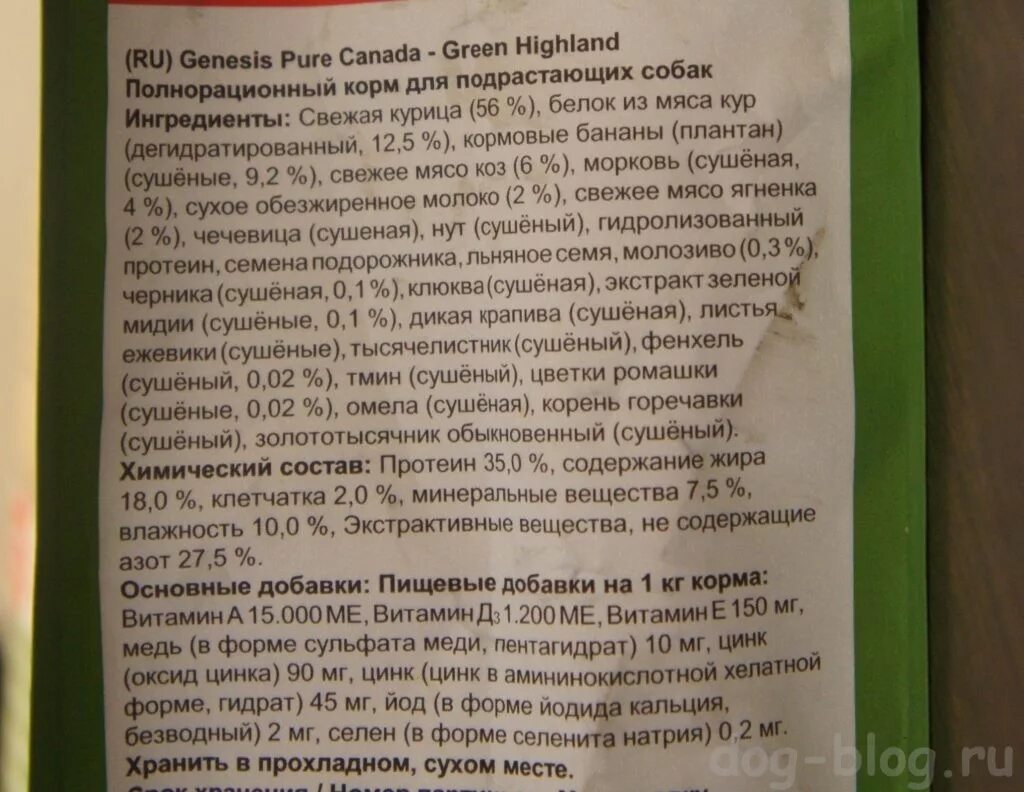 (RU) Genesis Pure Canada - Green Highland
Полнорационный корм для подрастающих собак
Ингредиенты: Свежая курица (56 %), белок из мяса кур
(дегидратированный, 12,5 %), кормовые бананы (плантан)
(сушёные, 9,2 %), свежее мясо коз (6 %), морковь (сушёная,
4 %), сухое обезжиренное молоко (2 %), свежее мясо ягненка
(2 %), чечевица (сушеная), нут (сушёный), гидролизованный
протеин, семена подорожника, льняное семя, молозиво (0,3 %),
черника (сушёная, 0,1 %), клюква (сушёная), экстракт зеленой
мидии (сушёные, 0,1 %), дикая крапива (сушёная), листья
ежевики (сушёные), тысячелистник (сушёный), фенхель
(сушёный, 0,02 %), тмин (сушёный), цветки ромашки
(сушёные, 0,02 %), омела (сушёная), корень горечавки
(сушёный), золототысячник обыкновенный (сушёный).
Химический состав: Протеин 35,0 %, содержание жира
18,0 %, клетчатка 2,0 %, минеральные вещества 7,5 %,
влажность 10,0 %, Экстрактивные вещества, не содержащие
азот 27,5 %.
Основные добавки: Пищевые добавки на 1 кг корма:
Витамин А 15.000 МЕ, Витамин Д3 1.200 МЕ, Витамин Е 150 мг,
медь (в форме сульфата меди, пентагидрат) 10 мг, цинк
(оксид цинка) 90 мг, цинк (цинк в амининокислотной хелатной
форме, гидрат) 45 мг, йод (в форме йодида кальция,
безводный) 2 мг, селен (в форме селенита натрия) 0,2 мг.
Хранить в прохладном, сухом месте.
Срок хранения / Номер
dog-blog.ru